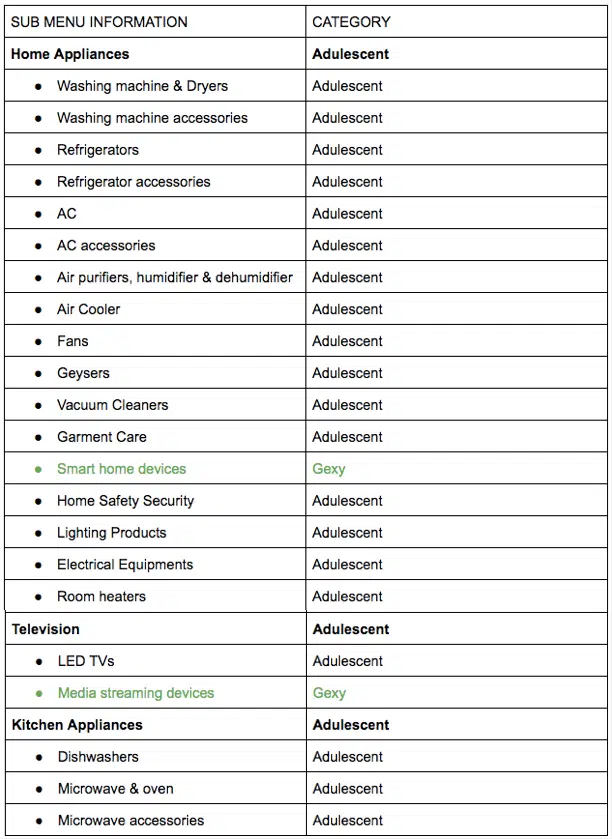 SUB MENU INFORMATION CATEGORY
Home Appliances Adulescent
● Washing machine & Dryers Adulescent
● Washing machine accessories Adulescent
● Refrigerators Adulescent
● Refrigerator accessories Adulescent
● AC Adulescent
● AC accessories Adulescent
● Air purifiers, humidifier & dehumidifier Adulescent
● Air Cooler Adulescent
● Fans Adulescent
● Geysers Adulescent
● Vacuum Cleaners Adulescent
● Garment Care Adulescent
● Smart home devices Gexy
● Home Safety Security Adulescent
● Lighting Products Adulescent
● Electrical Equipments Adulescent
● Room heaters Adulescent
Television Adulescent
● LED TVs Adulescent
● Media streaming devices Gexy
Kitchen Appliances Adulescent
● Dishwashers Adulescent
● Microwave & oven Adulescent
● Microwave accessories Adulescent